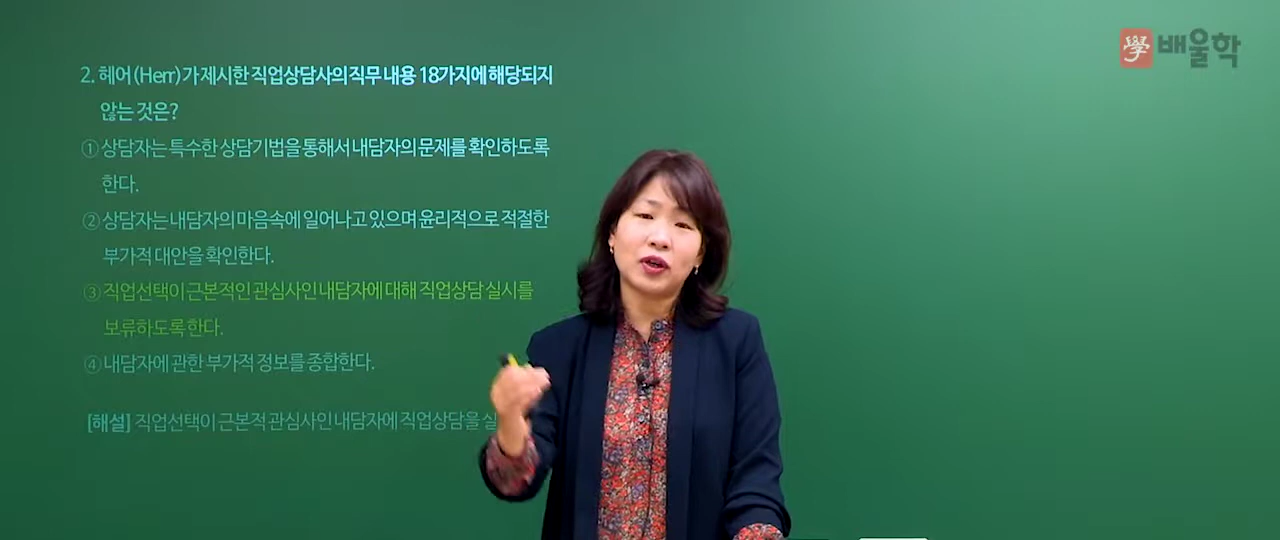 學 배울학
2. 헤어(Herr)가 제시한 직업상담사의 직무 내용 18가지에 해당되지
않는 것은?
① 상담자는 특수한 상담기법을 통해서 내담자의 문제를 확인하도록
한다.
② 상담자는 내담자의 마음속에 일어나고 있으며 윤리적으로 적절한
부가적 대안을 확인한다.
③ 직업선택이 근본적인 관심사인 내담자에 대해 직업상담 실시를
보류하도록 한다.
④ 내담자에 관한 부가적 정보를 종합한다.
[해설] 직업선택이 근본적 관심사인 내담자에 직업상담을 실